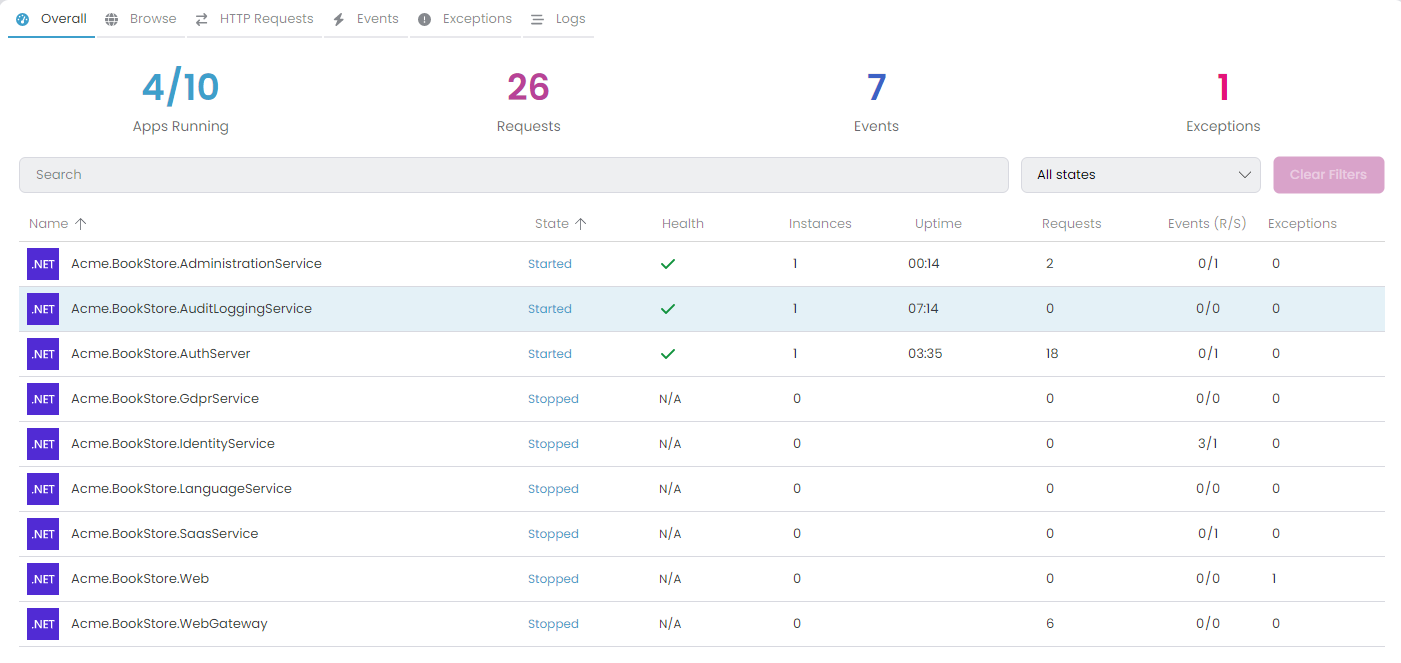 Overall Browse HTTP Requests Events Exceptions Logs
4/10 26 7 1
Apps Running Requests Events Exceptions
Search All states Clear Filters
Name State Health Instances Uptime Requests Events (R/S) Exceptions
.NET Acme.BookStore.AdministrationService Started 1 00:14 2 0/1 0
.NET Acme.BookStore.AuditLoggingService Started 1 07:14 0 0/0 0
.NET Acme.BookStore.AuthServer Started 1 03:35 18 0/1 0
.NET Acme.BookStore.GdprService Stopped N/A 0 0 0/0 0
.NET Acme.BookStore.IdentityService Stopped N/A 0 0 3/1 0
.NET Acme.BookStore.LanguageService Stopped N/A 0 0 0/0 0
.NET Acme.BookStore.SaasService Stopped N/A 0 0 0/1 0
.NET Acme.BookStore.Web Stopped N/A 0 0 0/0 1
.NET Acme.BookStore.WebGateway Stopped N/A 0 6 0/0 0